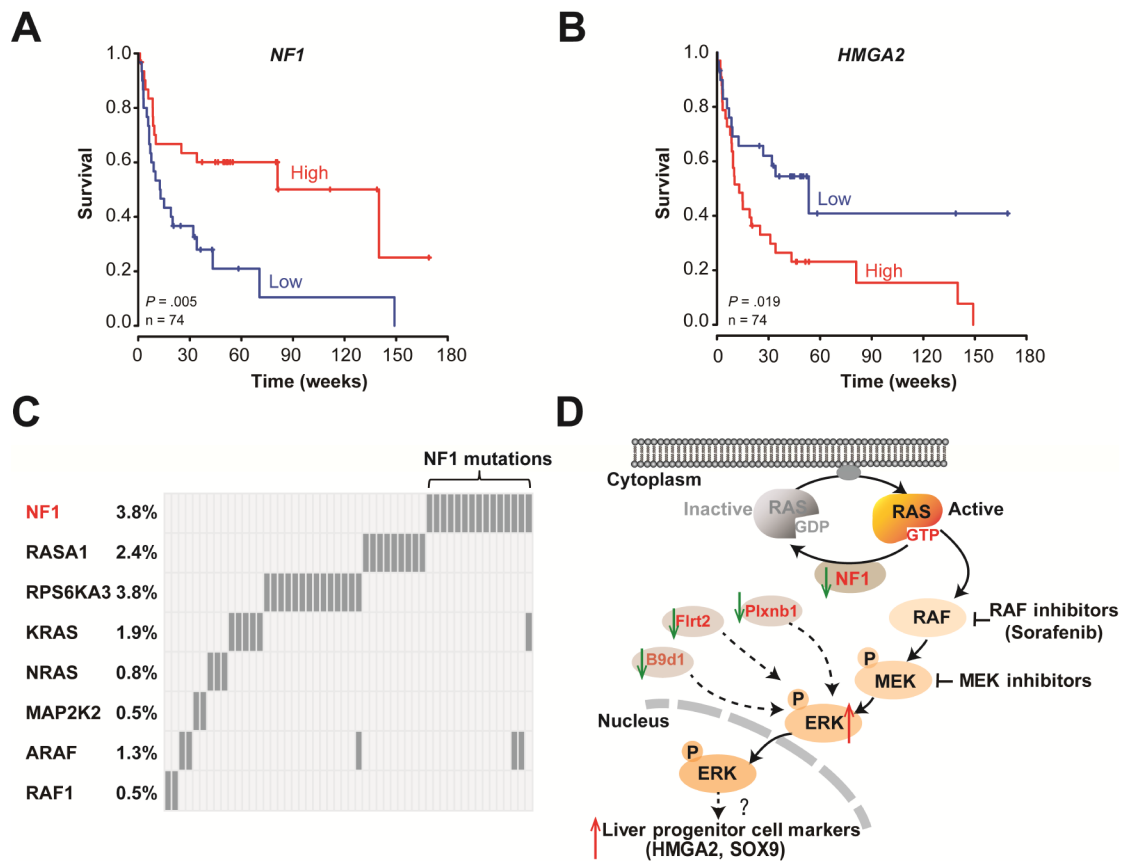 A
NF1
1.0
0.8
0.6
0.4
0.2
0.0
Survival
High
Low
P = .005
n = 74
0 30 60 90 120 150 180
Time (weeks)
B
HMGA2
1.0
0.8
0.6
0.4
0.2
0.0
Survival
Low
High
P = .019
n = 74
0 30 60 90 120 150 180
Time (weeks)
C
NF1 mutations
NF1 3.8%
RASA1 2.4%
RPS6KA3 3.8%
KRAS 1.9%
NRAS 0.8%
MAP2K2 0.5%
ARAF 1.3%
RAF1 0.5%
D
Cytoplasm
Inactive RAS
GDP
RAS Active
GTP
NF1
Plxnb1
Flrt2
B9d1
RAF
RAF inhibitors
(Sorafenib)
P
MEK
MEK inhibitors
Nucleus
P
ERK
P
ERK
?
Liver progenitor cell markers
(HMGA2, SOX9)